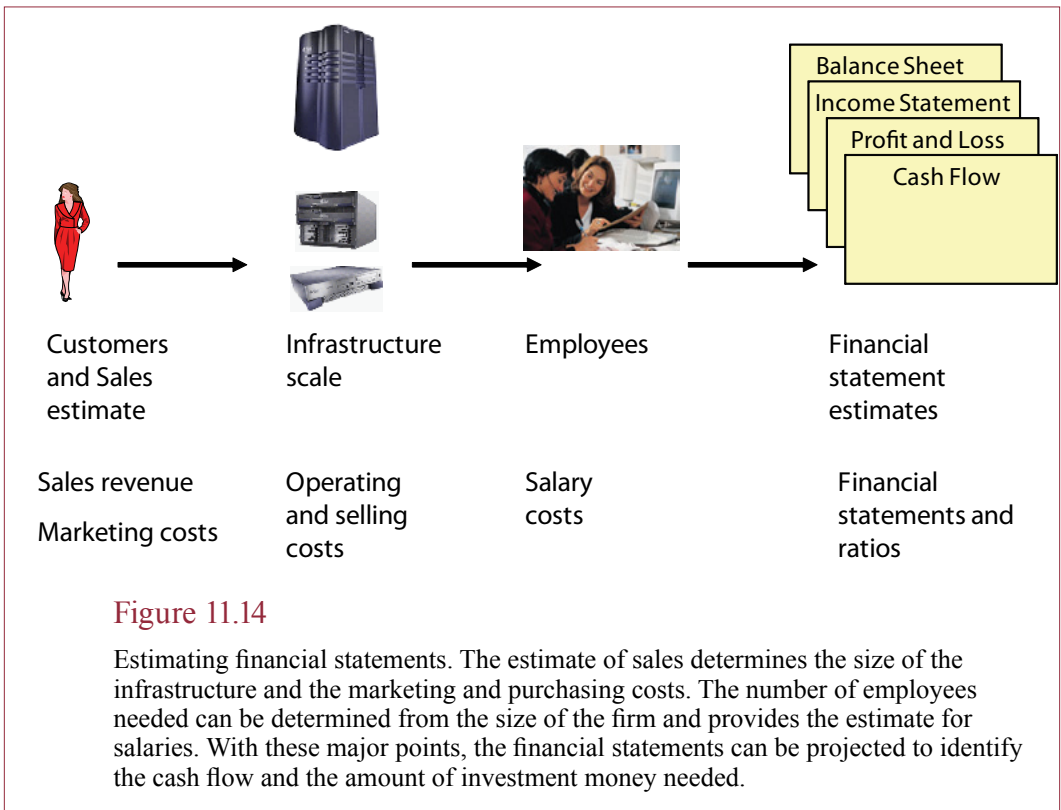 Balance Sheet
Income Statement
Profit and Loss
Cash Flow
Customers
and Sales
estimate
Infrastructure
scale
Employees
Financial
statement
estimates
Sales revenue
Marketing costs
Operating
and selling
costs
Salary
costs
Financial
statements and
ratios
Figure 11.14
Estimating financial statements. The estimate of sales determines the size of the
infrastructure and the marketing and purchasing costs. The number of employees
needed can be determined from the size of the firm and provides the estimate for
salaries. With these major points, the financial statements can be projected to identify
the cash flow and the amount of investment money needed.